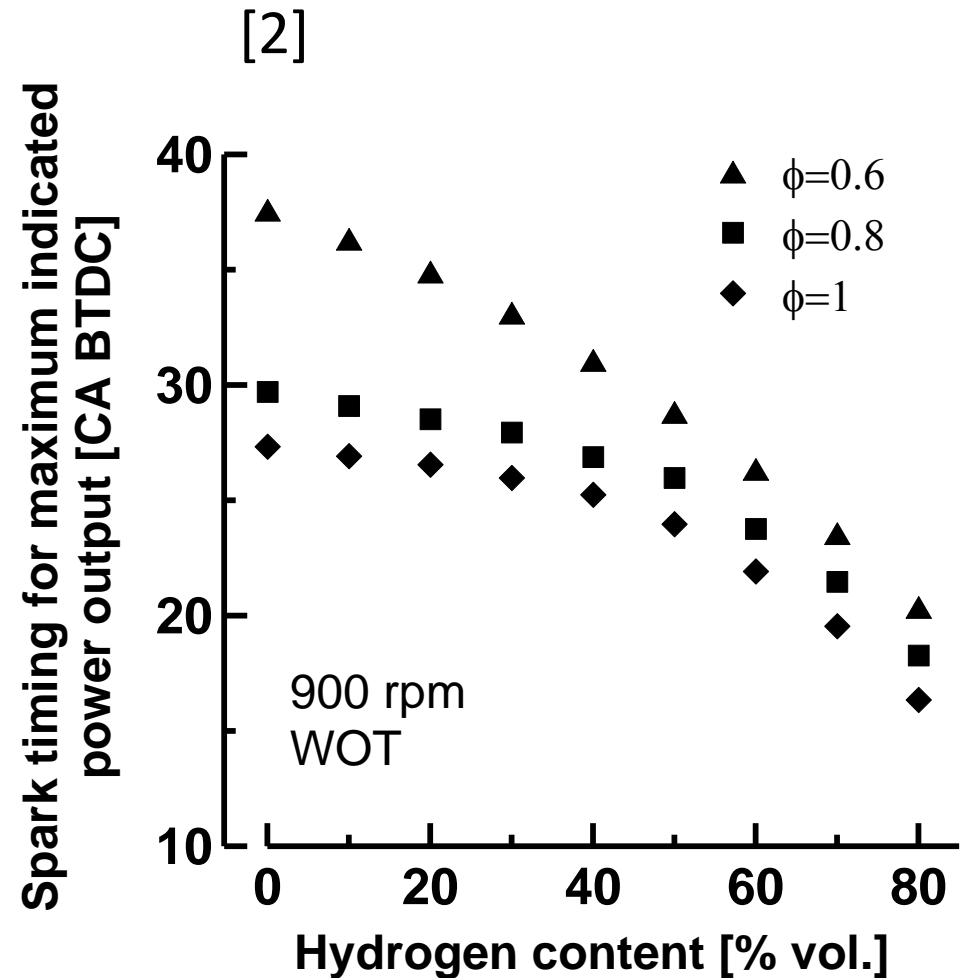 [2]
Spark timing for maximum indicated
power output [CA BTDC]
40
30
20
10
ϕ=0.6
ϕ=0.8
ϕ=1
900 rpm
WOT
0 20 40 60 80
Hydrogen content [% vol.]